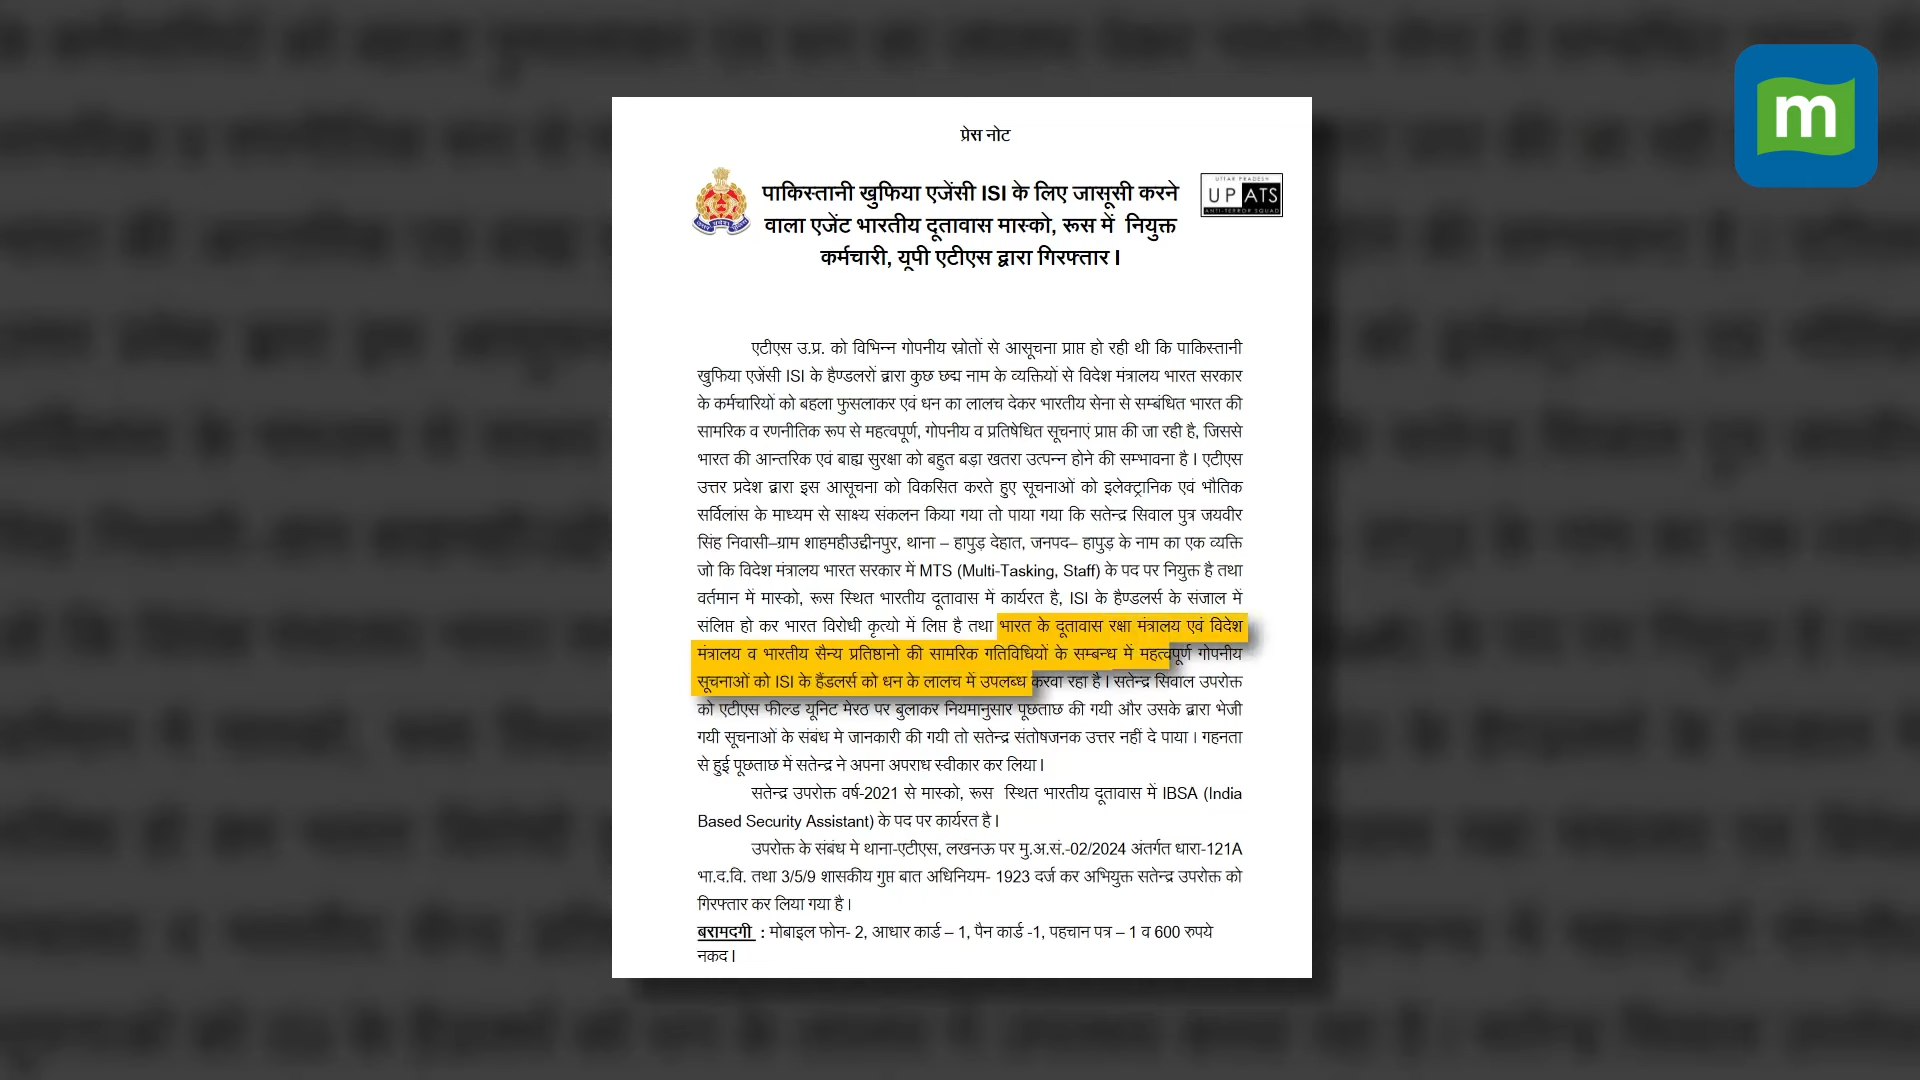 प्रेस नोट
पाकिस्तानी खुफिया एजेंसी ISI के लिए जासूसी करने
वाला एजेंट भारतीय दूतावास मास्को, रूस में नियुक्त
कर्मचारी, यूपी एटीएस द्वारा गिरफ्तार I
UTTAR PRADESH
UP ATS
ANTI-TERROR SQUAD
m
एटीएस उ.प्र. को विभिन्न गोपनीय स्रोतों से आसूचना प्राप्त हो रही थी कि पाकिस्तानी
खुफिया एजेंसी ISI के हैण्डलरों द्वारा कुछ छद्म नाम के व्यक्तियों से विदेश मंत्रालय भारत सरकार
के कर्मचारियों को बहला फुसलाकर एवं धन का लालच देकर भारतीय सेना से सम्बंधित भारत की
सामरिक व रणनीतिक रूप से महत्वपूर्ण, गोपनीय व प्रतिषेधित सूचनाएं प्राप्त की जा रही है, जिससे
भारत की आन्तरिक एवं बाह्य सुरक्षा को बहुत बड़ा खतरा उत्पन्न होने की सम्भावना है I एटीएस
उत्तर प्रदेश द्वारा इस आसूचना को विकसित करते हुए सूचनाओं को इलेक्ट्रानिक एवं भौतिक
सर्विलांस के माध्यम से साक्ष्य संकलन किया गया तो पाया गया कि सतेन्द्र सिवाल पुत्र जयवीर
सिंह निवासी–ग्राम शाहमहीउद्दीनपुर, थाना – हापुड़ देहात, जनपद– हापुड़ के नाम का एक व्यक्ति
जो कि विदेश मंत्रालय भारत सरकार में MTS (Multi-Tasking, Staff) के पद पर नियुक्त है तथा
वर्तमान में मास्को, रूस स्थित भारतीय दूतावास में कार्यरत है, ISI के हैण्डलर्स के संजाल में
संलिप्त हो कर भारत विरोधी कृत्यो में लिप्त है तथा भारत के दूतावास रक्षा मंत्रालय एवं विदेश
मंत्रालय व भारतीय सैन्य प्रतिष्ठानो की सामरिक गतिविधियों के सम्बन्ध में महत्वपूर्ण गोपनीय
सूचनाओं को ISI के हैंडलर्स को धन के लालच में उपलब्ध करवा रहा है I सतेन्द्र सिवाल उपरोक्त
को एटीएस फील्ड यूनिट मेरठ पर बुलाकर नियमानुसार पूछताछ की गयी और उसके द्वारा भेजी
गयी सूचनाओं के संबंध मे जानकारी की गयी तो सतेन्द्र संतोषजनक उत्तर नहीं दे पाया । गहनता
से हुई पूछताछ में सतेन्द्र ने अपना अपराध स्वीकार कर लिया I
सतेन्द्र उपरोक्त वर्ष-2021 से मास्को, रूस स्थित भारतीय दूतावास में IBSA (India
Based Security Assistant) के पद पर कार्यरत है I
उपरोक्त के संबंध मे थाना-एटीएस, लखनऊ पर मु.अ.सं.-02/2024 अंतर्गत धारा-121A
भा.द.वि. तथा 3/5/9 शासकीय गुप्त बात अधिनियम- 1923 दर्ज कर अभियुक्त सतेन्द्र उपरोक्त को
गिरफ्तार कर लिया गया है ।
बरामदगी : मोबाइल फोन- 2, आधार कार्ड – 1, पैन कार्ड -1, पहचान पत्र – 1 व 600 रुपये
नकद I